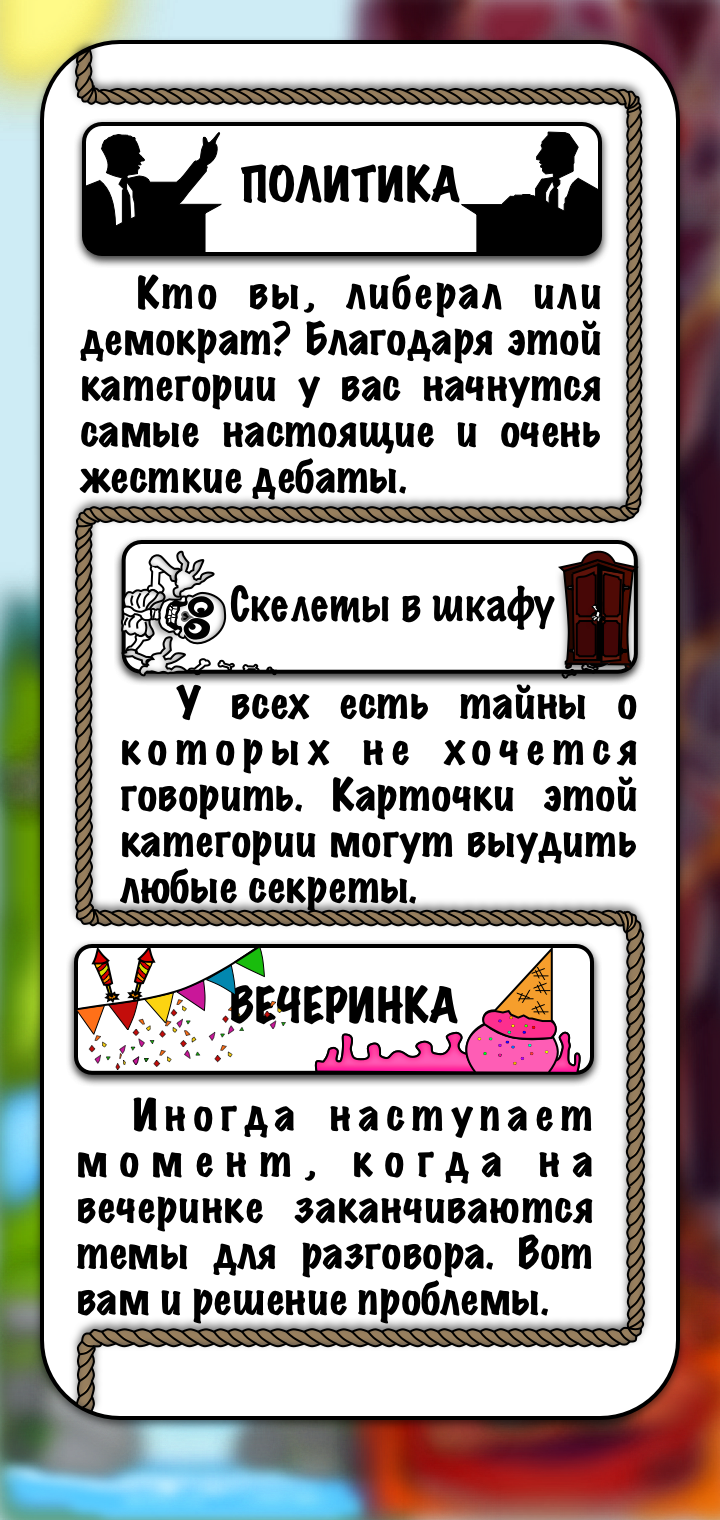 ПОЛИТИКА
Кто вы, либерал или
демократ? Благодаря этой
категории у вас начнутся
самые настоящие и очень
жесткие дебаты.
Скелеты в шкафу
У всех есть тайны о
которых не хочется
говорить. Карточки этой
категории могут выудить
любые секреты.
ВЕЧЕРИНКА
Иногда наступает
момент, когда на
вечеринке заканчиваются
темы для разговора. Вот
вам и решение проблемы.